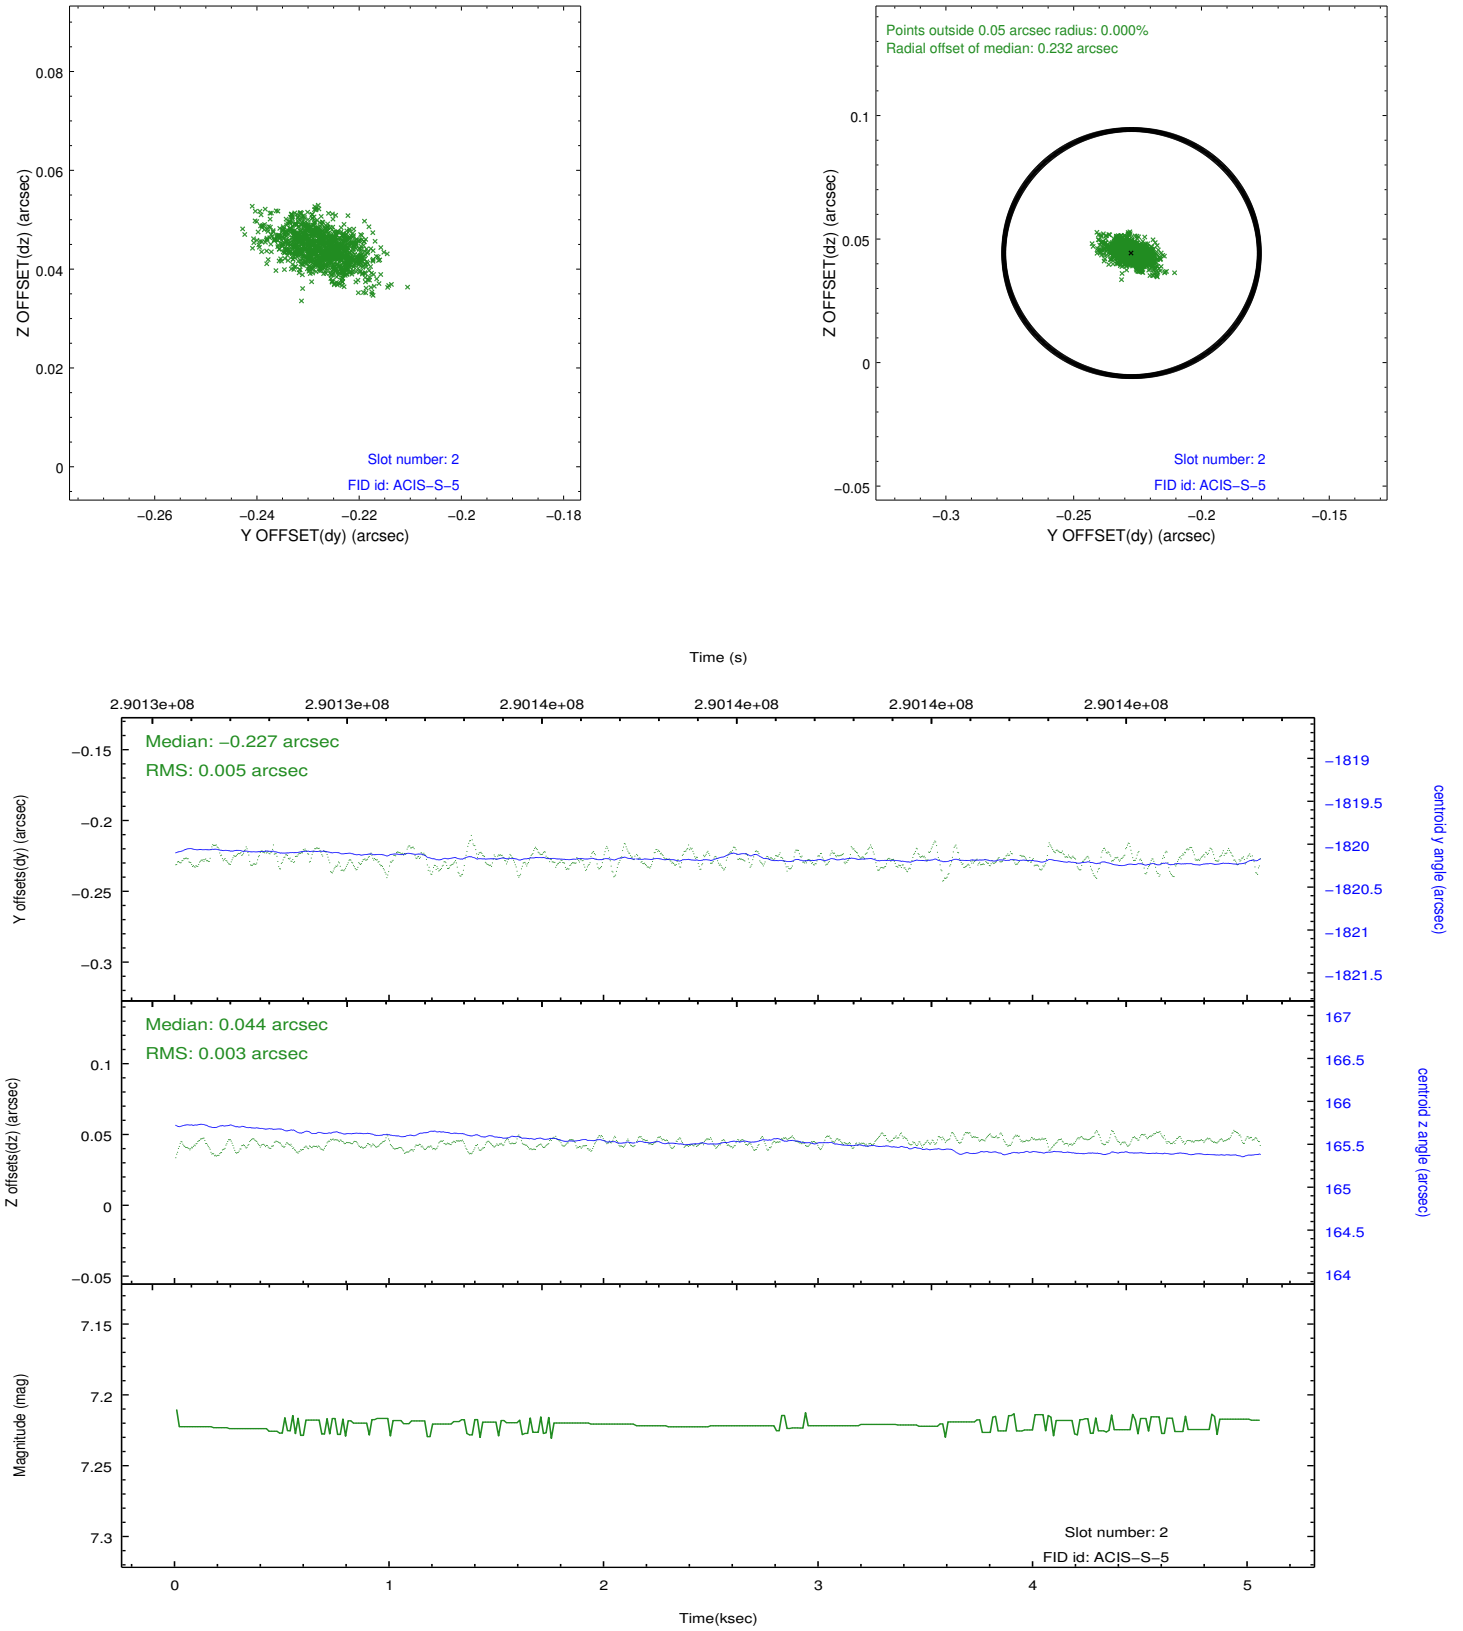 0.08
0.06
0.04
0.02
0
Z OFFSET(dz) (arcsec)
Slot number: 2
FID id: ACIS−S−5
−0.26 −0.24 −0.22 −0.2 −0.18
Y OFFSET(dy) (arcsec)
Points outside 0.05 arcsec radius: 0.000%
Radial offset of median: 0.232 arcsec
0.1
0.05
0
−0.05
Z OFFSET(dz) (arcsec)
Slot number: 2
FID id: ACIS−S−5
−0.3 −0.25 −0.2 −0.15
Y OFFSET(dy) (arcsec)
Time (s)
2.9013e+08 2.9013e+08 2.9014e+08 2.9014e+08 2.9014e+08 2.9014e+08
Median: −0.227 arcsec
RMS: 0.005 arcsec
−0.15
−0.2
−0.25
−0.3
Y offsets(dy) (arcsec)
−1819
−1819.5
−1820
−1820.5
−1821
−1821.5
centroid y angle (arcsec)
Median: 0.044 arcsec
RMS: 0.003 arcsec
0.1
0.05
0
−0.05
Z offsets(dz) (arcsec)
167
166.5
166
165.5
165
164.5
164
centroid z angle (arcsec)
7.15
7.2
7.25
7.3
Magnitude (mag)
Slot number: 2
FID id: ACIS−S−5
0 1 2 3 4 5
Time(ksec)